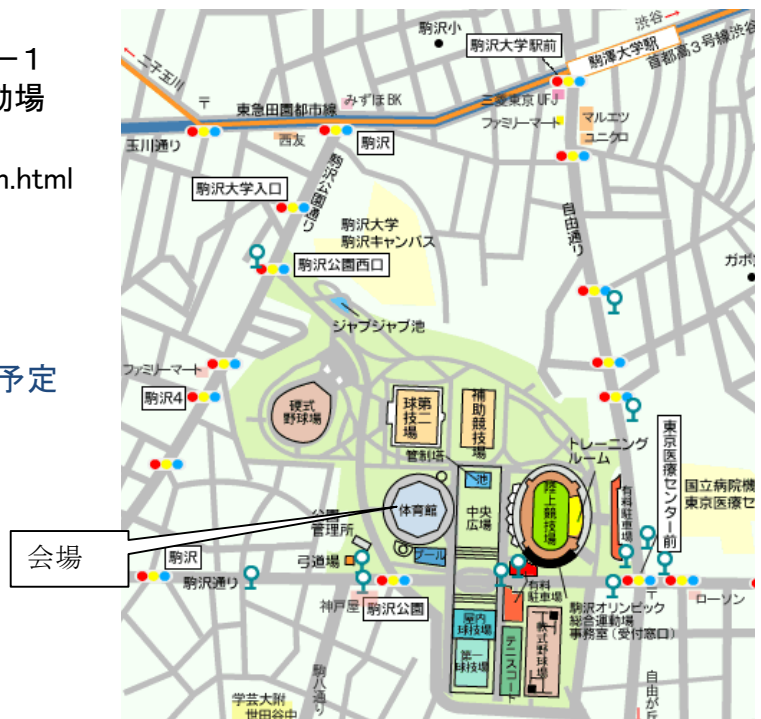 －１
動場
m.html
予定
会場
駒沢小
渋谷
駒沢大学駅前
駒澤大学駅
首都高３号線渋谷
二子玉川
〒
東急田園都市線
みずほBK
三菱東京UFJ
ファミリーマート
マルエツ
ユニクロ
玉川通り
西友
駒沢
駒沢公園通り
駒沢大学入口
駒沢大学
駒沢キャンパス
自由通り
駒沢公園西口
ガボ
ジャブジャブ池
ファミリーマート
駒沢4
硬式
野球場
第二
球技場
補助競技場
管制塔
池
トレーニング
ルーム
東京医療センター前
国立病院機
東京医療セ
体育館
中央
広場
陸上競技場
有料駐車場
公園
管理所
弓道場
プール
駒沢
駒沢通り
神戸屋
駒沢公園
有料
駐車場
〒
ローソン
駒沢オリンピック
総合運動場
事務室（受付窓口）
屋内
球技場
第一
球技場
テニスコート
軟式野球場
駒八通り
自由が丘
学芸大附
世田谷中